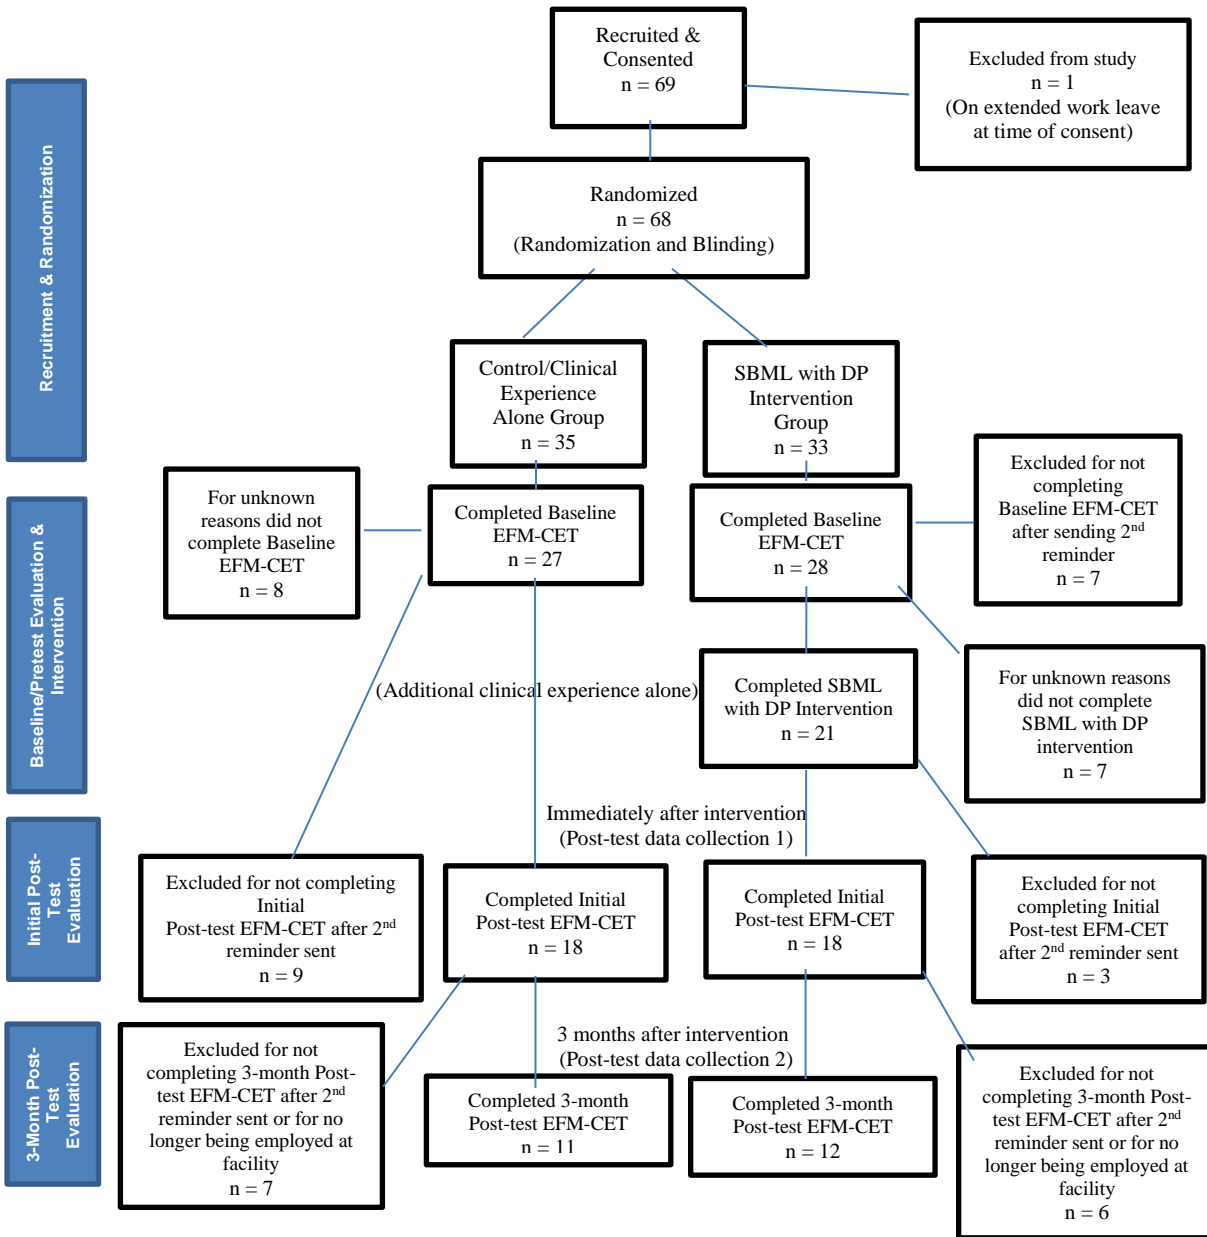 Recruited &
Consented
n = 69
Excluded from study
n = 1
(On extended work leave
at time of consent)
Recruitment & Randomization
Randomized
n = 68
(Randomization and Blinding)
Control/Clinical
Experience
Alone Group
n = 35
SBML with DP
Intervention
Group
n = 33
Baseline/Pretest Evaluation &
Intervention
For unknown
reasons did not
complete Baseline
EFM-CET
n = 8
Completed Baseline
EFM-CET
n = 27
Completed Baseline
EFM-CET
n = 28
Excluded for not
completing
Baseline EFM-CET
after sending 2nd
reminder
n = 7
(Additional clinical experience alone)
Completed SBML
with DP Intervention
n = 21
For unknown reasons
did not complete
SBML with DP
intervention
n = 7
Immediately after intervention
(Post-test data collection 1)
Initial Post-
Test
Evaluation
Excluded for not completing
Initial
Post-test EFM-CET after 2nd
reminder sent
n = 9
Completed Initial
Post-test EFM-CET
n = 18
Completed Initial
Post-test EFM-CET
n = 18
Excluded for not
completing Initial
Post-test EFM-CET
after 2nd reminder sent
n = 3
3 months after intervention
(Post-test data collection 2)
3-Month Post-
Test
Evaluation
Excluded for not
completing 3-month Post-
test EFM-CET after 2nd
reminder sent or for no
longer being employed at
facility
n = 7
Completed 3-month
Post-test EFM-CET
n = 11
Completed 3-month
Post-test EFM-CET
n = 12
Excluded for not
completing 3-month Post-
test EFM-CET after 2nd
reminder sent or for no
longer being employed at
facility
n = 6